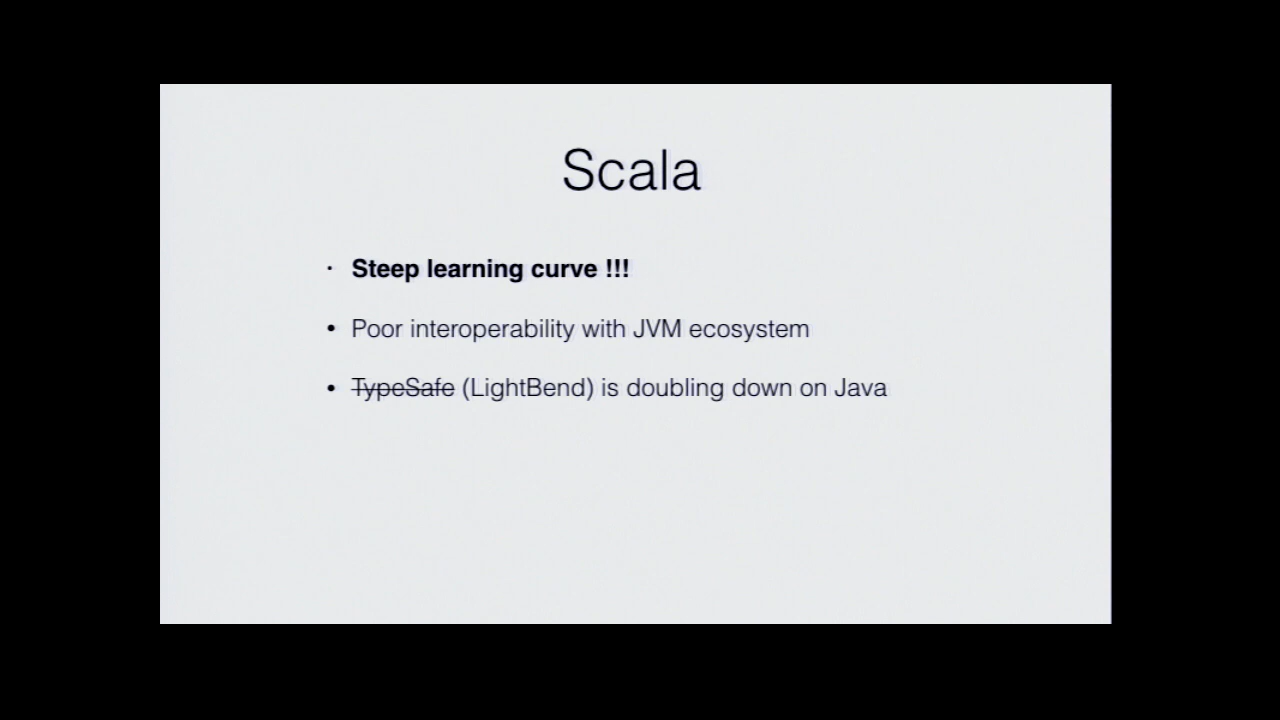 Scala
• Steep learning curve !!!
• Poor interoperability with JVM ecosystem
• TypeSafe (LightBend) is doubling down on Java